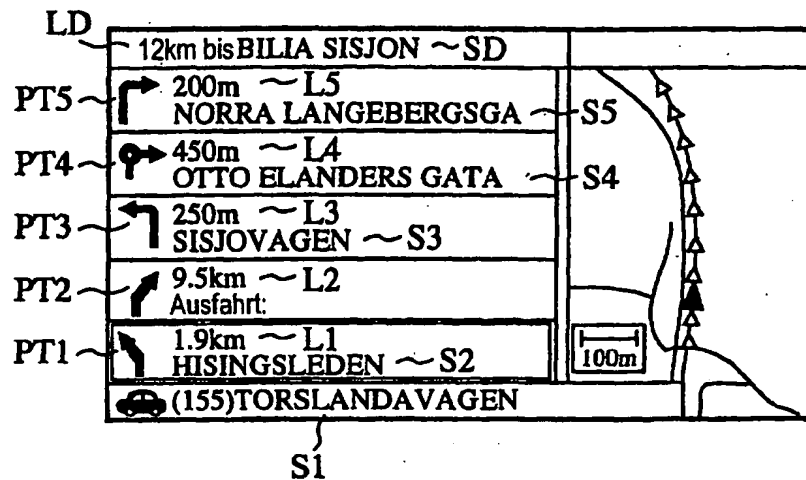 LD
12km bis BILIA SISJON ~SD
PT5 200m ~L5
NORRA LANGEBERGSGA ~S5
PT4 450m ~L4
OTTO ELANDERS GATA ~S4
PT3 250m ~L3
SISJOVAGEN ~S3
PT2 9.5km ~L2
Ausfahrt:
PT1 1.9km ~L1
HISINGSLEDEN ~S2
100m
(155)TORSLANDAVAGEN
S1